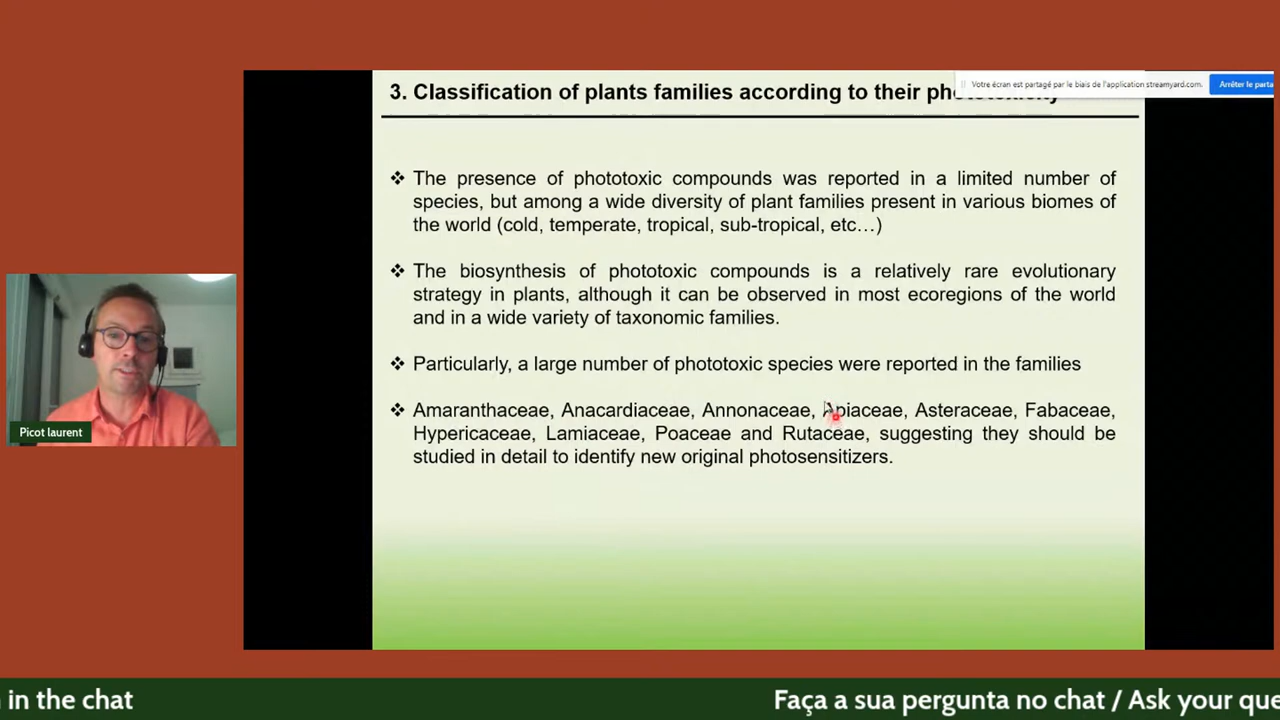 3. Classification of plants families according to their phototoxicity
Votre écran est partagé par le biais de l'application streamyard.com.
Arrêter le parta
❖ The presence of phototoxic compounds was reported in a limited number of
species, but among a wide diversity of plant families present in various biomes of
the world (cold, temperate, tropical, sub-tropical, etc…)
❖ The biosynthesis of phototoxic compounds is a relatively rare evolutionary
strategy in plants, although it can be observed in most ecoregions of the world
and in a wide variety of taxonomic families.
❖ Particularly, a large number of phototoxic species were reported in the families
❖ Amaranthaceae, Anacardiaceae, Annonaceae, Apiaceae, Asteraceae, Fabaceae,
Hypericaceae, Lamiaceae, Poaceae and Rutaceae, suggesting they should be
studied in detail to identify new original photosensitizers.
Picot laurent
in the chat
Faça a sua pergunta no chat / Ask your que